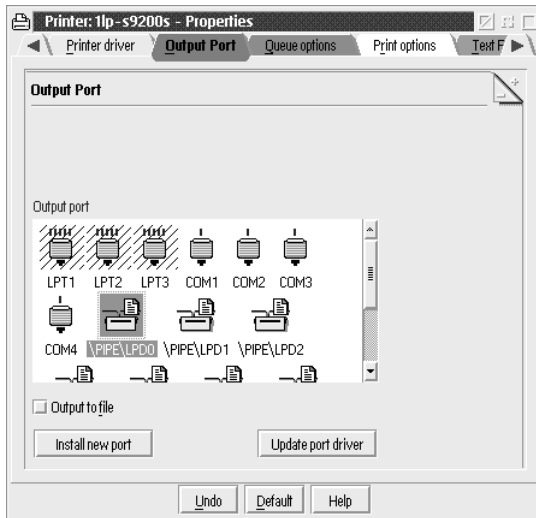 Printer: 1lp-s9200s - Properties
Printer driver Output Port Queue options Print options Text F
Output Port
Output port
LPT1 LPT2 LPT3 COM1 COM2 COM3
COM4 \PIPE\LPD0 \PIPE\LPD1 \PIPE\LPD2
Output to file
Install new port Update port driver
Undo Default Help